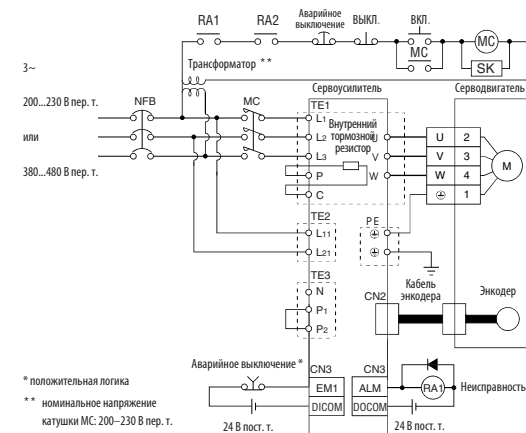 RA1 RA2 Аварийное выключение ВЫКЛ. ВКЛ.
MC
MC
SK
3~
Трансформатор * *
200...230 В пер. т.
NFB
MC
Сервоусилитель
Серводвигатель
или
380...480 В пер. т.
TE1
L1
L2
L3
P
C
Внутренний
тормозной
резистор
U
V
W
U 2
V 3
W 4
1
M
TE2
L11
L21
PE
TE3
N
P1
P2
CN2
Кабель
энкодера
Энкодер
Аварийное выключение *
CN3
EM1
DICOM
24 В пост. т.
CN3
ALM
DOCOM
RA1
Неисправность
24 В пост. т.
* положительная логика
* * номинальное напряжение
катушки МС: 200–230 В пер. т.